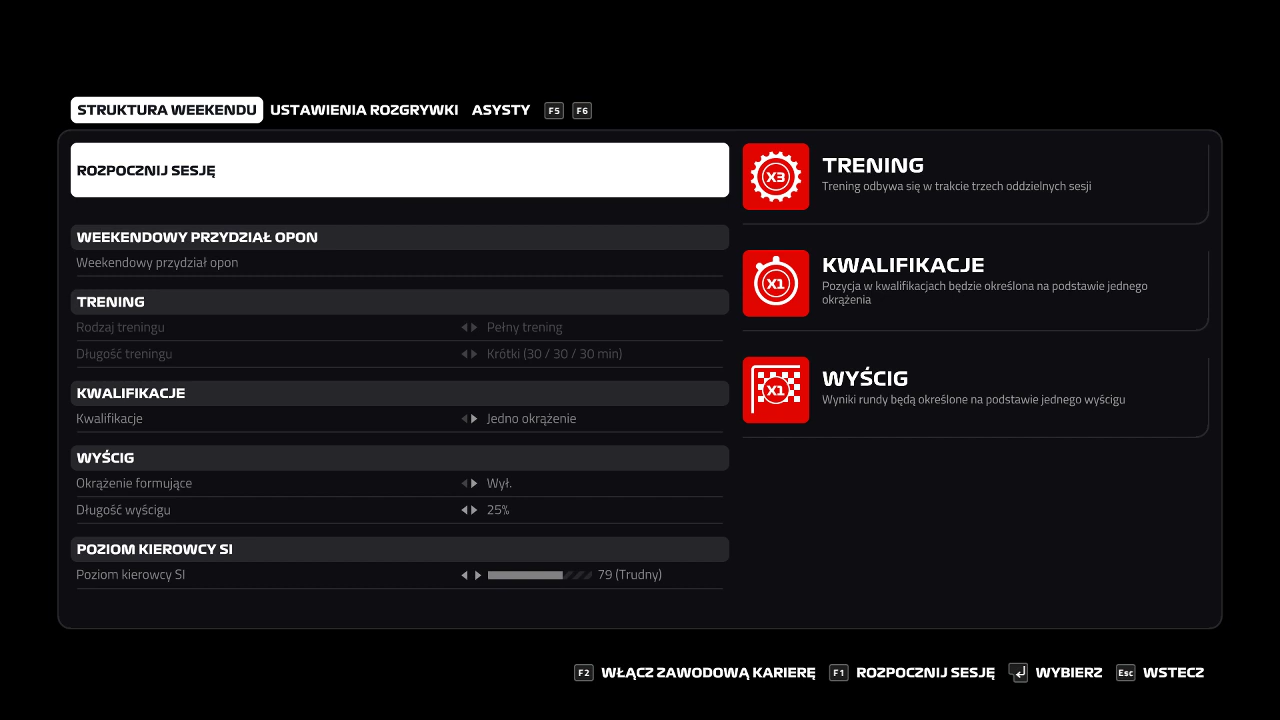 STRUKTURA WEEKENDU USTAWIENIA ROZGRYWKI ASYSTY F5 F6
ROZPOCZNIJ SESJĘ
WEEKENDOWY PRZYDZIAŁ OPON
Weekendowy przydział opon
TRENING
Rodzaj treningu Pełny trening
Długość treningu Krótki (30 / 30 / 30 min)
KWALIFIKACJE
Kwalifikacje Jedno okrążenie
WYŚCIG
Okrążenie formujące Wył.
Długość wyścigu 25%
POZIOM KIEROWCY SI
Poziom kierowcy SI 79 (Trudny)
X3
TRENING
Trening odbywa się w trakcie trzech oddzielnych sesji
X1
KWALIFIKACJE
Pozycja w kwalifikacjach będzie określona na podstawie jednego
okrążenia
X1
WYŚCIG
Wyniki rundy będą określone na podstawie jednego wyścigu
F2 WŁĄCZ ZAWODOWĄ KARIERĘ F1 ROZPOCZNIJ SESJĘ WYBIERZ Esc WSTECZ